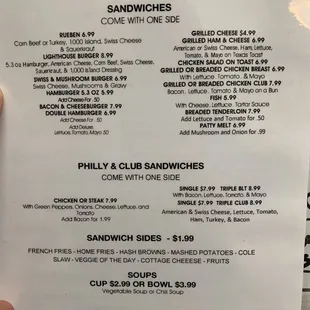 SANDWICHES
COME WITH ONE SIDE
RUEBEN 6.99
Corn Beef or Turkey, 1000 Island, Swiss Cheese
& Sauerkraut
LIGHTHOUSE BURGER 8.99
5.3 oz Hamburger, American Cheese, Corn Beef, Swiss Cheese,
Sauerkraut, & 1000 Island Dressing
SWISS & MUSHROOM BURGER 6.99
Swiss Cheese, Mushrooms & Gravy
HAMBURGER 5.3 OZ 5.99
Add Cheese For .50
BACON & CHEESEBURGER 7.99
DOUBLE HAMBURGER 6.99
Add Cheese For .50
Add Deluxe
Lettuce, Tomato, Mayo .50
GRILLED CHEESE $4.99
GRILLED HAM & CHEESE 6.99
American or Swiss Cheese, Ham, Lettuce,
Tomato, & Mayo on Texas Toast
CHICKEN SALAD ON TOAST 6.99
GRILLED OR BREADED CHICKEN BREAST 6.99
With Lettuce, Tomato, & Mayo
GRILLED OR BREADED CHICKEN CLUB 7.99
Bacon, Lettuce, Tomato & Mayo on a Bun
FISH 5.99
With Cheese, Lettuce, Tartar Sauce
BREADED TENDERLOIN 7.99
Add Lettuce and Tomato for .50
PATTY MELT 6.99
Add Mushroom and Onion for .99
PHILLY & CLUB SANDWICHES
COME WITH ONE SIDE
CHICKEN OR STEAK 7.99
With Green Peppers, Onions, Cheese, Lettuce, and
Tomato
Add Bacon for 1.99
SINGLE $7.99 TRIPLE BLT 8.99
With Bacon, Lettuce, Tomato, & Mayo
SINGLE $7.99 TRIPLE CLUB 8.99
American & Swiss Cheese, Lettuce, Tomato,
Ham, Turkey, & Bacon
SANDWICH SIDES - $1.99
FRENCH FRIES - HOME FRIES - HASH BROWNS - MASHED POTATOES - COLE
SLAW - VEGGIE OF THE DAY - COTTAGE CHEEESE - FRUITS
SOUPS
CUP $2.99 OR BOWL $3.99
Vegetable Soup or Chili Soup